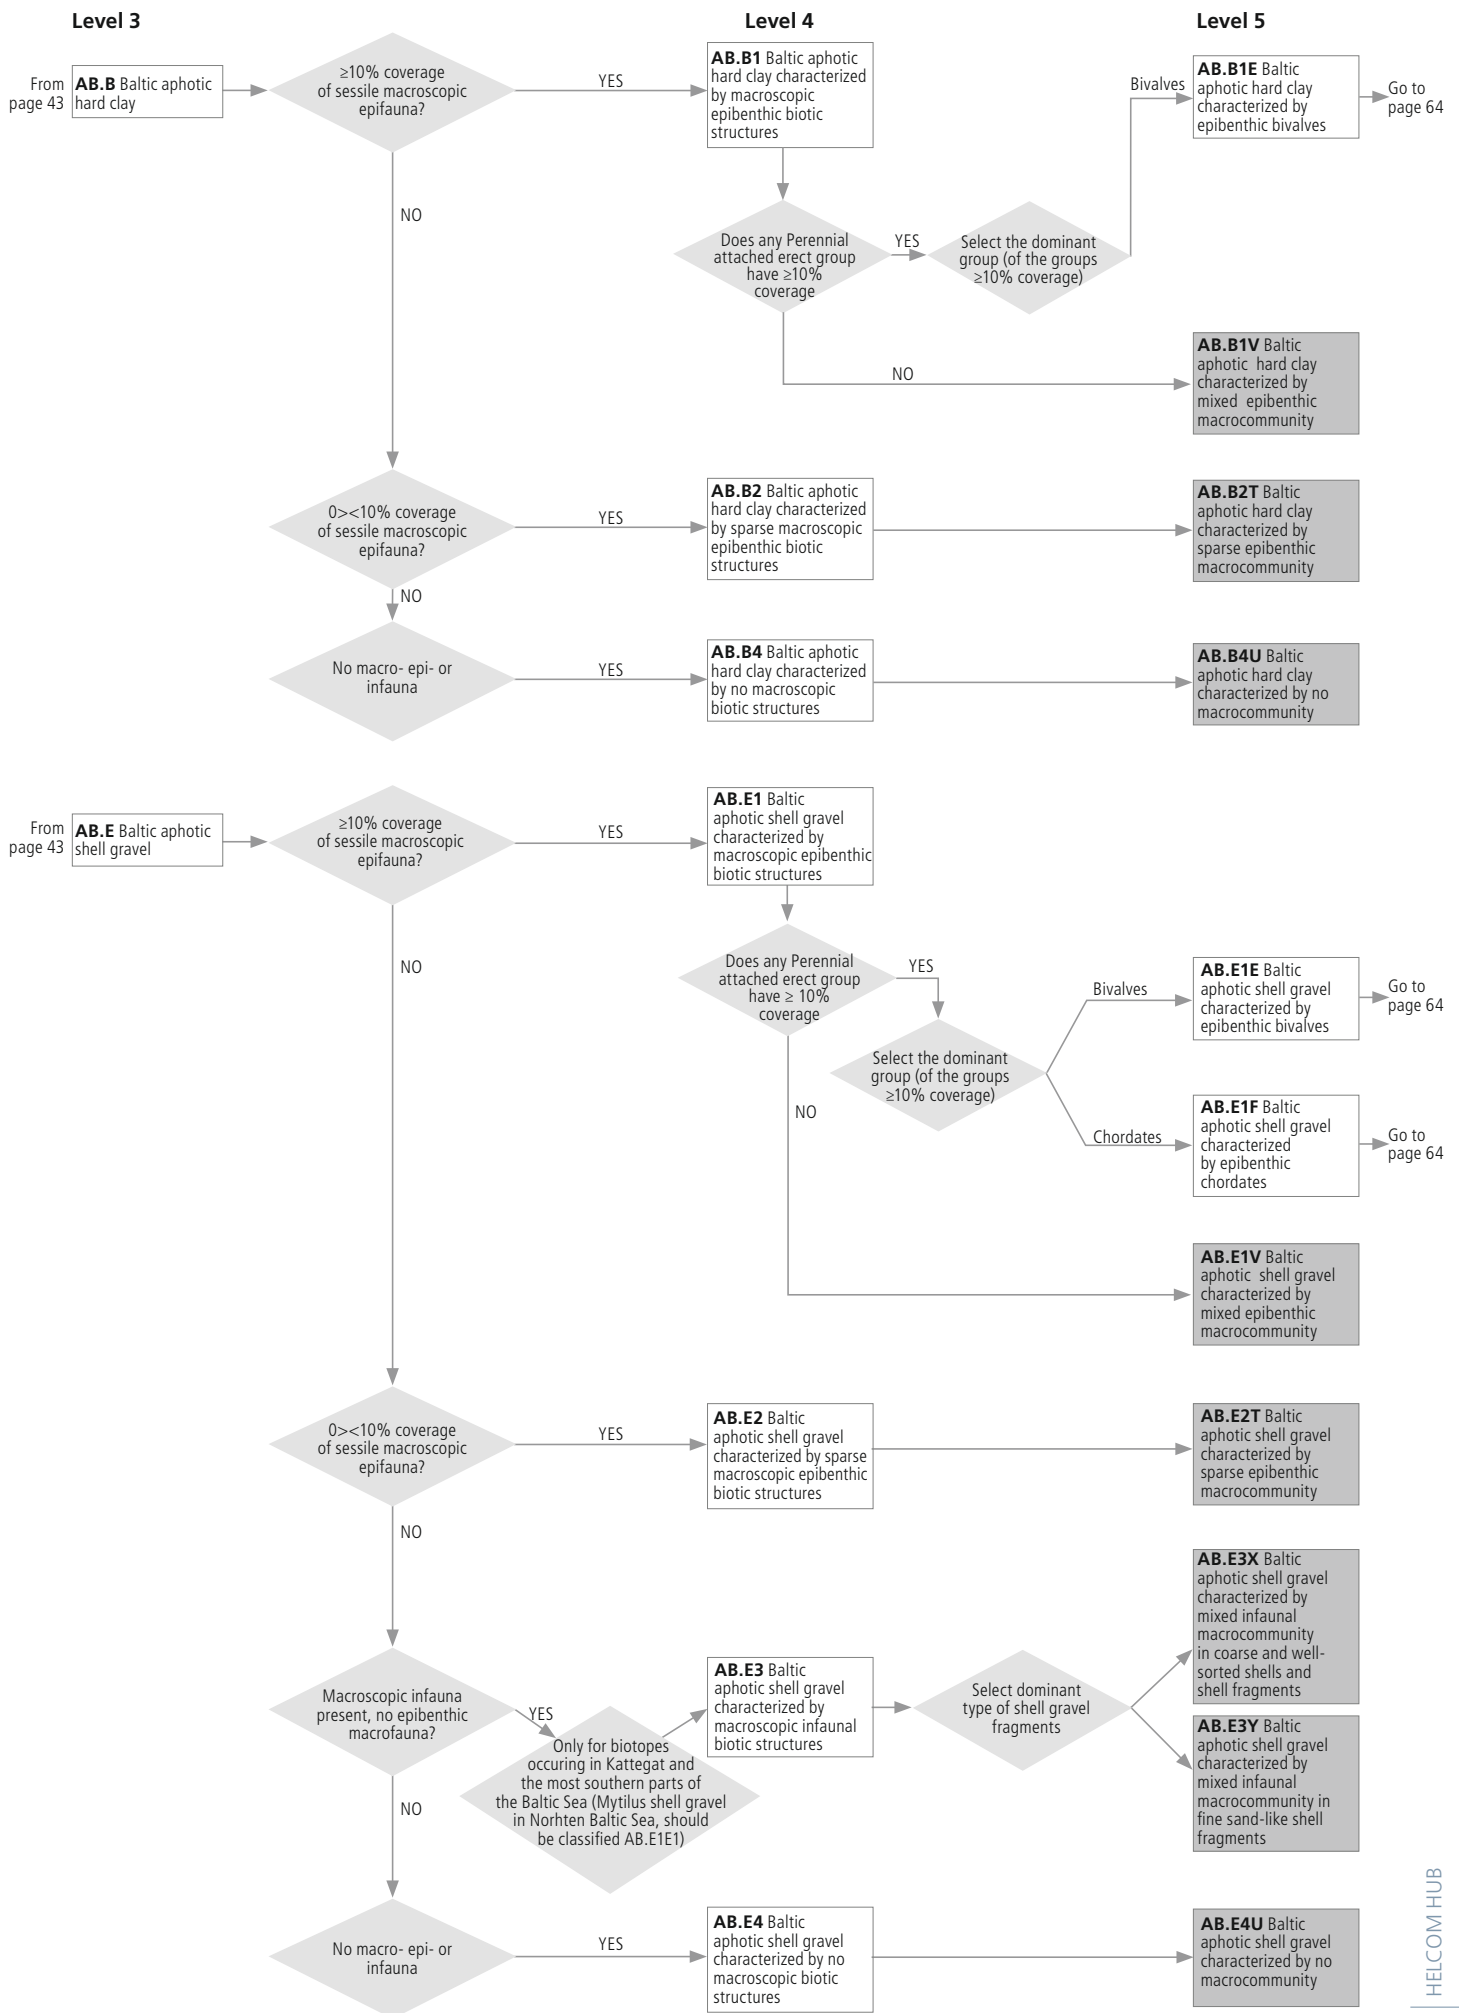 Level 3
Level 4
Level 5
From
page 43
AB.B Baltic aphotic
hard clay
≥10% coverage
of sessile macroscopic
epifauna?
YES
AB.B1 Baltic aphotic
hard clay characterized
by macroscopic
epibenthic biotic
structures
Bivalves
AB.B1E Baltic
aphotic hard clay
characterized by
epibenthic bivalves
Go to
page 64
NO
Does any Perennial
attached erect group
have ≥10%
coverage
YES
Select the dominant
group (of the groups
≥10% coverage)
NO
AB.B1V Baltic
aphotic hard clay
characterized by
mixed epibenthic
macrocommunity
0><10% coverage
of sessile macroscopic
epifauna?
YES
AB.B2 Baltic aphotic
hard clay characterized
by sparse macroscopic
epibenthic biotic
structures
AB.B2T Baltic
aphotic hard clay
characterized by
sparse epibenthic
macrocommunity
NO
No macro- epi- or
infauna
YES
AB.B4 Baltic aphotic
hard clay characterized
by no macroscopic
biotic structures
AB.B4U Baltic
aphotic hard clay
characterized by no
macrocommunity
From
page 43
AB.E Baltic aphotic
shell gravel
≥10% coverage
of sessile macroscopic
epifauna?
YES
AB.E1 Baltic
aphotic shell gravel
characterized by
macroscopic epibenthic
biotic structures
NO
Does any Perennial
attached erect group
have ≥ 10%
coverage
YES
Select the dominant
group (of the groups
≥10% coverage)
Bivalves
AB.E1E Baltic
aphotic shell gravel
characterized by
epibenthic bivalves
Go to
page 64
Chordates
AB.E1F Baltic
aphotic shell gravel
characterized
by epibenthic
chordates
Go to
page 64
NO
AB.E1V Baltic
aphotic shell gravel
characterized by
mixed epibenthic
macrocommunity
0><10% coverage
of sessile macroscopic
epifauna?
YES
AB.E2 Baltic
aphotic shell gravel
characterized by sparse
macroscopic epibenthic
biotic structures
AB.E2T Baltic
aphotic shell gravel
characterized by
sparse epibenthic
macrocommunity
NO
Macroscopic infauna
present, no epibenthic
macrofauna?
YES
Only for biotopes
occuring in Kattegat and
the most southern parts of
the Baltic Sea (Mytilus shell gravel
in Norhten Baltic Sea, should
be classified AB.E1E1)
AB.E3 Baltic
aphotic shell gravel
characterized by
macroscopic infaunal
biotic structures
Select dominant
type of shell gravel
fragments
AB.E3X Baltic
aphotic shell gravel
characterized by
mixed infaunal
macrocommunity
in coarse and well-
sorted shells and
shell fragments
AB.E3Y Baltic
aphotic shell gravel
characterized by
mixed infaunal
macrocommunity in
fine sand-like shell
fragments
NO
No macro- epi- or
infauna
YES
AB.E4 Baltic
aphotic shell gravel
characterized by no
macroscopic biotic
structures
AB.E4U Baltic
aphotic shell gravel
characterized by no
macrocommunity
HELCOM HUB